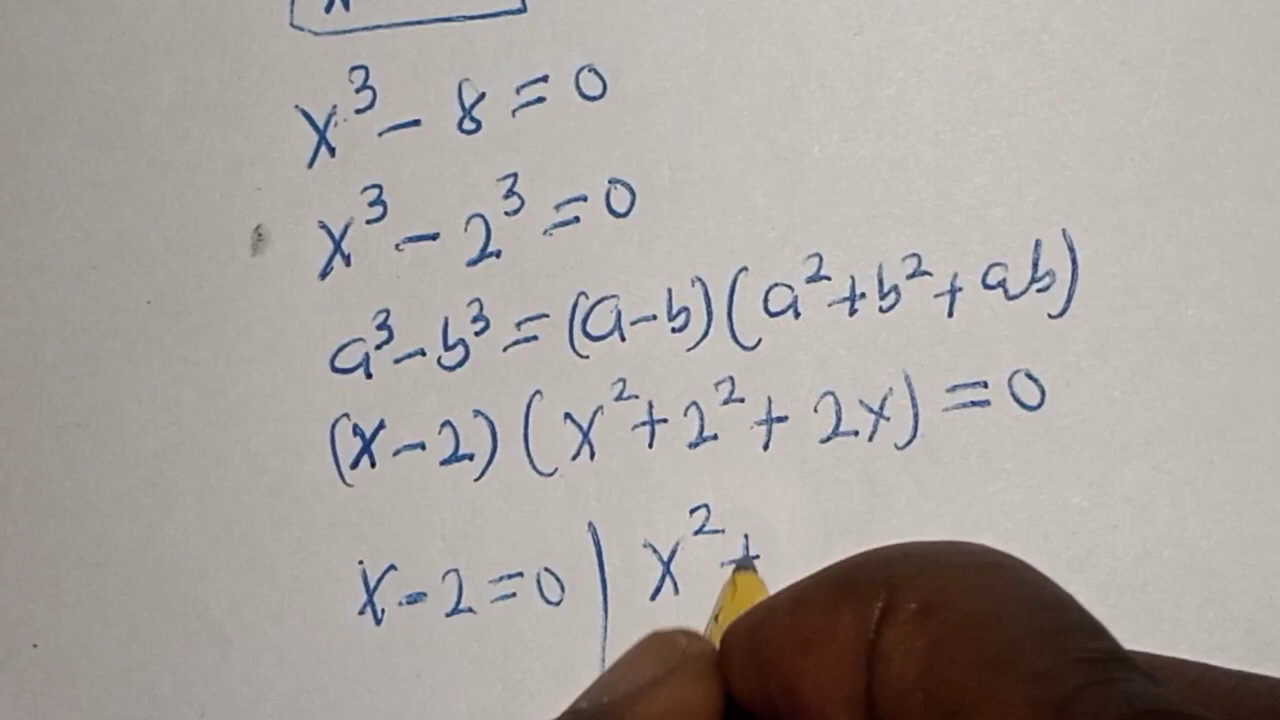 x³ - 8 = 0
x³ - 2³ = 0
a³ - b³ = (a - b)(a² + b² + ab)
(x - 2)(x² + 2² + 2x) = 0
x - 2 = 0 | x² +